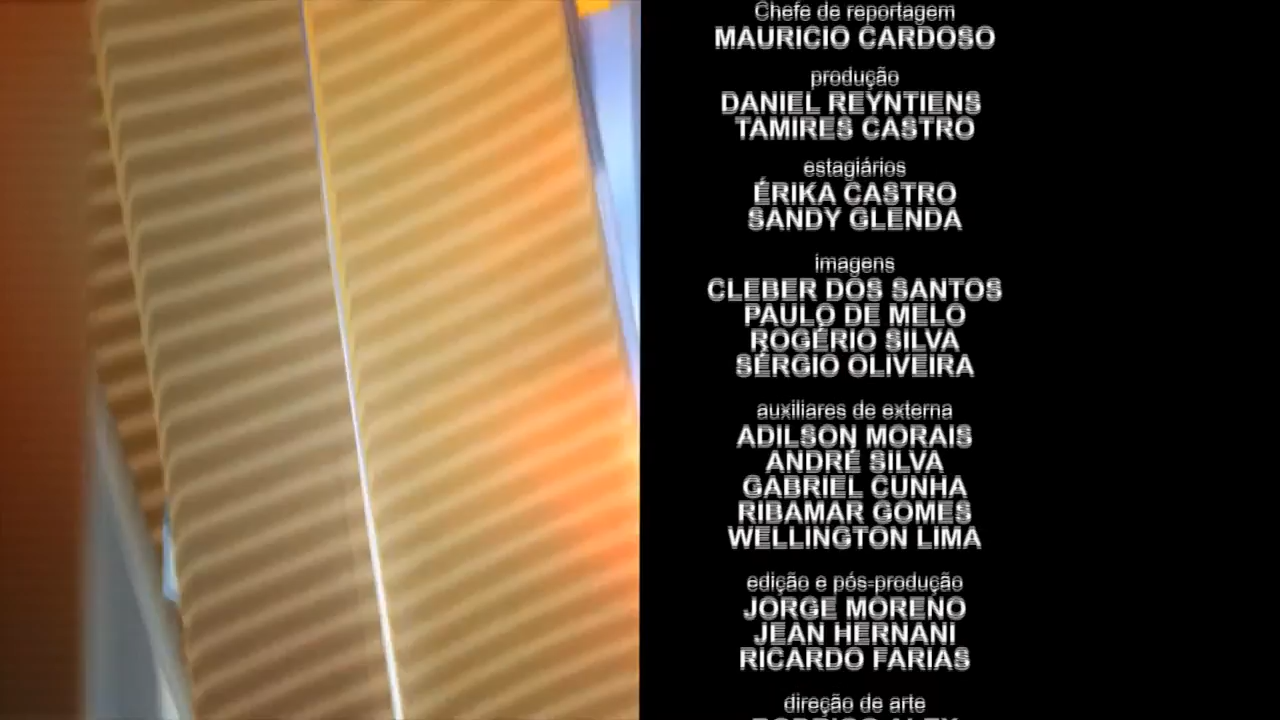 Chefe de reportagem
MAURICIO CARDOSO
produção
DANIEL REYNTIENS
TAMIRES CASTRO
estagiários
ÉRIKA CASTRO
SANDY GLENDA
imagens
CLEBER DOS SANTOS
PAULO DE MELO
ROGÉRIO SILVA
SÉRGIO OLIVEIRA
auxiliares de externa
ADILSON MORAIS
ANDRÉ SILVA
GABRIEL CUNHA
RIBAMAR GOMES
WELLINGTON LIMA
edição e pós-produção
JORGE MORENO
JEAN HERNANI
RICARDO FARIAS
direção de arte